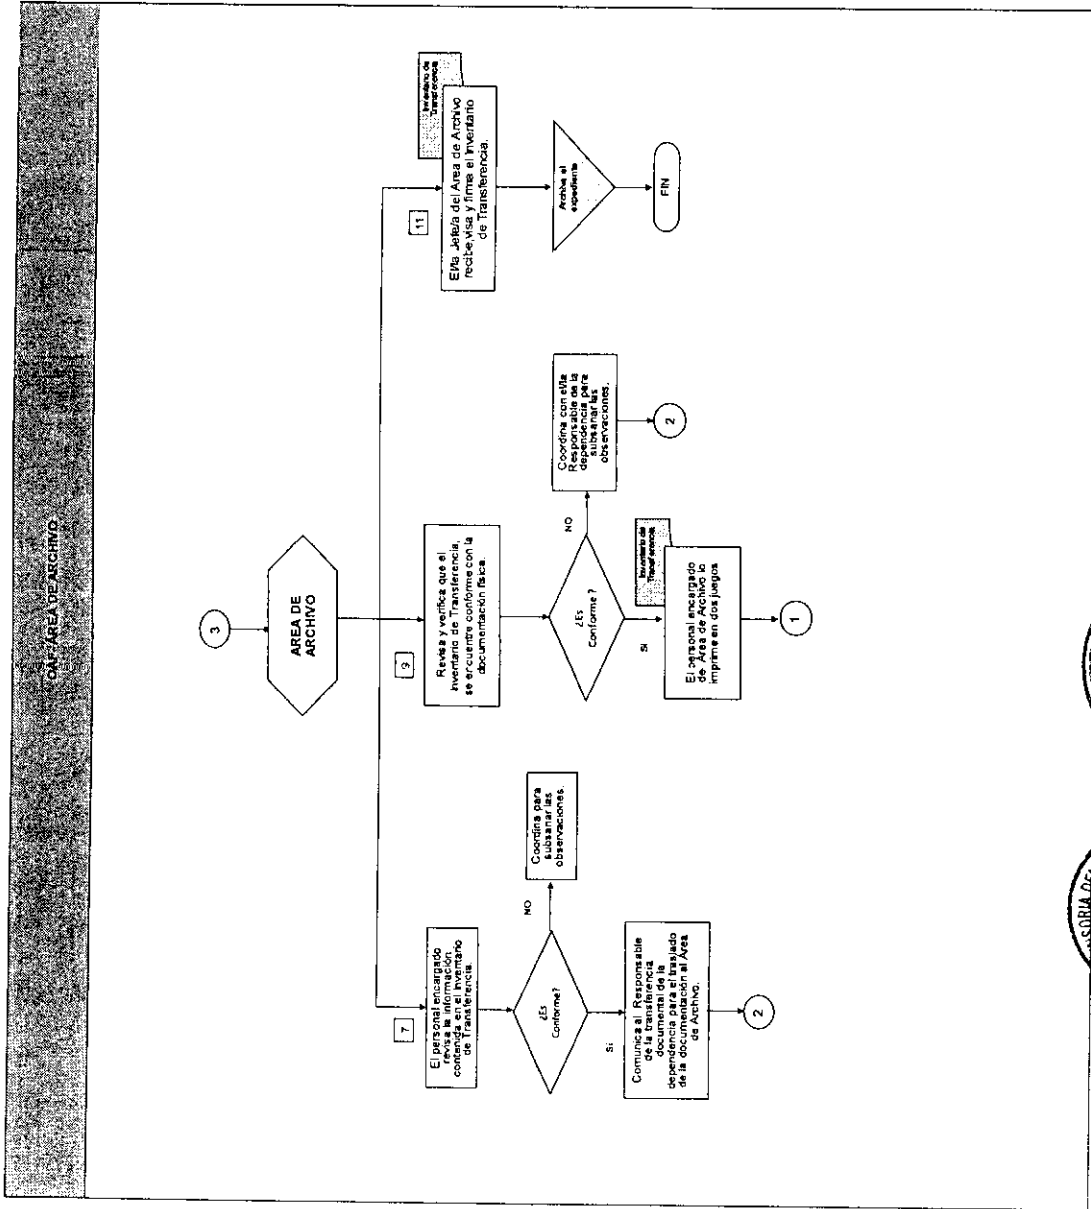 OAF: ÁREA DE ARCHIVO
3
AREA DE
ARCHIVO
7
El personal encargado
revisa la información
contenida en el Inventario
de Transferencia.
¿Es
Conforme?
NO
Coordina para
subsanar las
observaciones.
Si
Comunica al Responsable
de la transferencia
documental de la
dependencia para el traslado
de la documentación al Área
de Archivo.
2
9
Revisa y verifica que el
Inventario de Transferencia,
se encuentre conforme con la
documentación física.
¿Es
Conforme?
NO
Coordina con el/la
Responsable de la
dependencia para
subsanar las
observaciones.
2
Si
Inventario de
Transferencia
El personal encargado
de Area de Archivo lo
imprime en dos juegos
1
11
Inventario de
Transferencia
El/la Jefe/a del Area de Archivo
recibe,visa y firma el Inventario
de Transferencia.
Archiva el
expediente
FIN